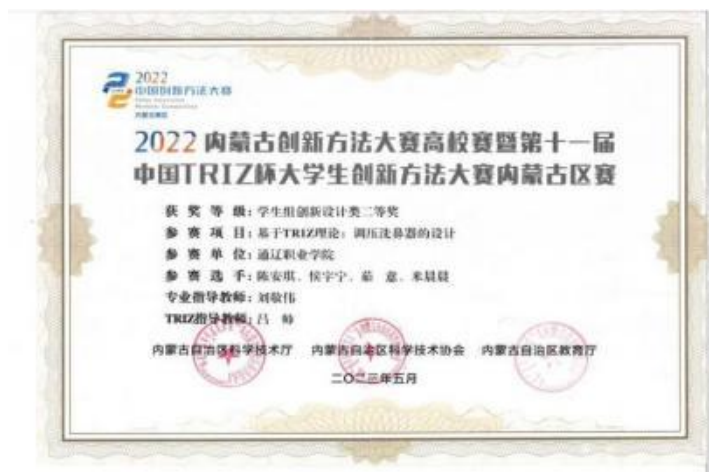 2022
中国创新方法大赛
内蒙古赛区
2022 内蒙古创新方法大赛高校赛暨第十一届
中国TRIZ杯大学生创新方法大赛内蒙古区赛
获 奖 等 级：学生组创新设计类二等奖
参 赛 项 目：基于TRIZ理论：调压洗鼻器的设计
参 赛 单 位：通辽职业学院
参 赛 选 手：陈安琪、侯宇宁、茹 意、来晨晨
专业指导教师：刘敬伟
TRIZ指导教师：吕 帅
内蒙古自治区科学技术厅 内蒙古自治区科学技术协会 内蒙古自治区教育厅
二〇二三年五月